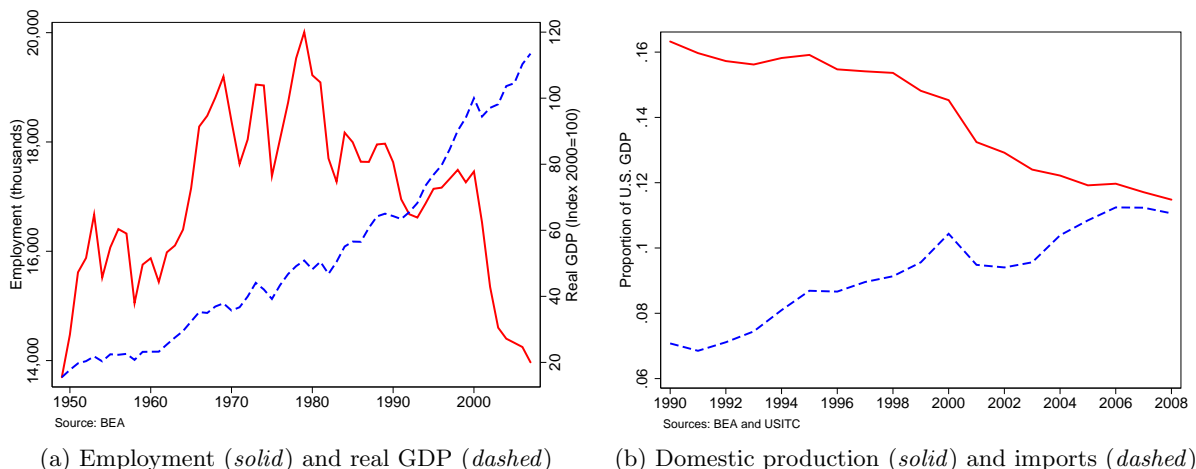 Employment (thousands)
20,000
18,000
16,000
14,000
120
100
80
60
40
20
Real GDP (Index 2000=100)
1950 1960 1970 1980 1990 2000
Source: BEA
(a) Employment (solid) and real GDP (dashed)
Proportion of U.S. GDP
.16
.14
.12
.1
.08
.06
1990 1992 1994 1996 1998 2000 2002 2004 2006 2008
Sources: BEA and USITC
(b) Domestic production (solid) and imports (dashed)